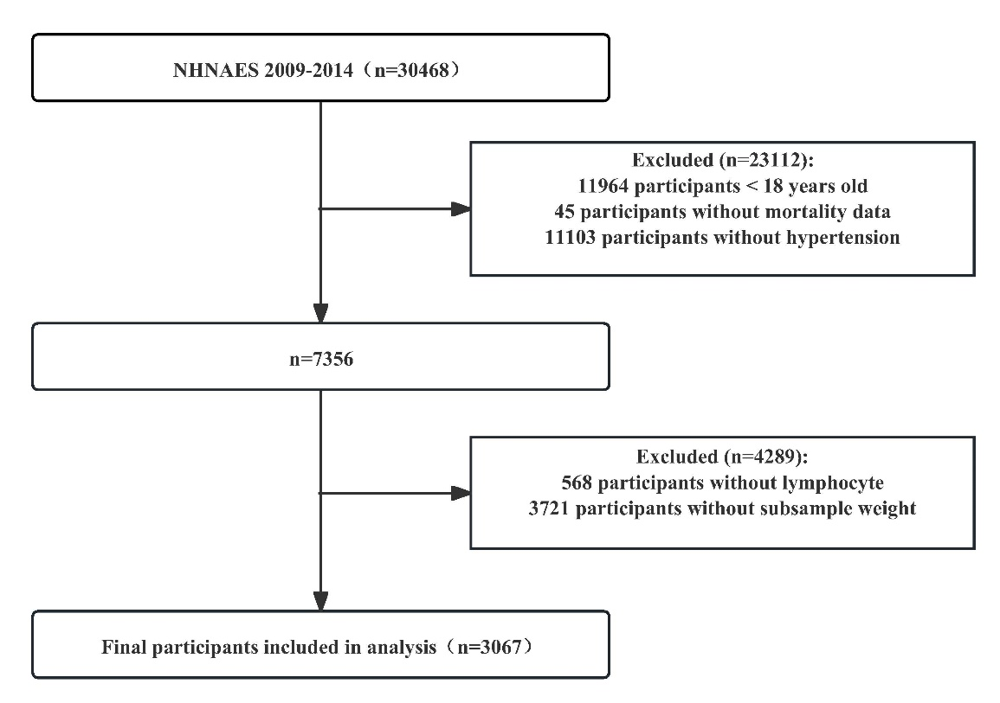 NHNAES 2009-2014（n=30468）
Excluded (n=23112):
11964 participants < 18 years old
45 participants without mortality data
11103 participants without hypertension
n=7356
Excluded (n=4289):
568 participants without lymphocyte
3721 participants without subsample weight
Final participants included in analysis（n=3067）